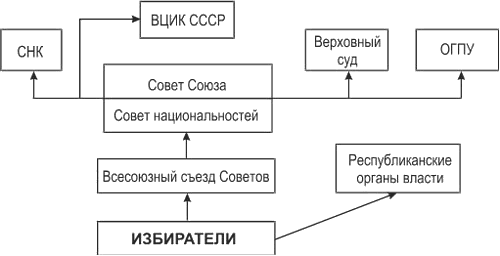 ВЦИК СССР
СНК
Верховный
суд
ОГПУ
Совет Союза
Совет национальностей
Всесоюзный съезд Советов
Республиканские
органы власти
ИЗБИРАТЕЛИ